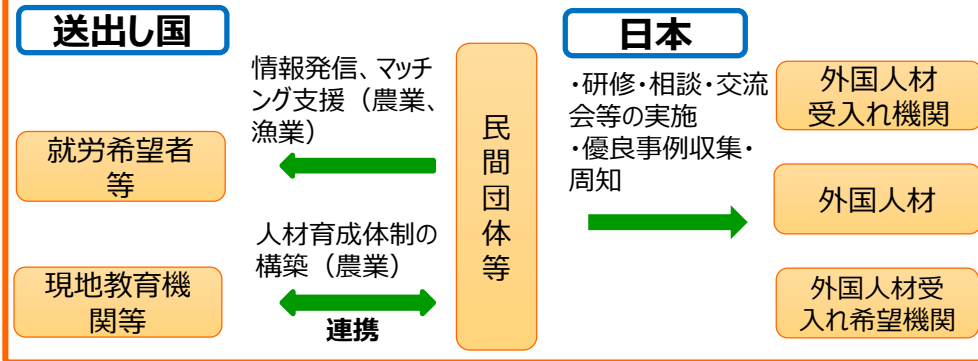 送出し国
情報発信、マッチ
ング支援（農業、
漁業）
就労希望者
等
人材育成体制の
構築（農業）
現地教育機
関等
連携
民
間
団
体
等
日本
・研修・相談・交流
会等の実施
・優良事例収集・
周知
外国人材
受入れ機関
外国人材
外国人材受
入れ希望機関